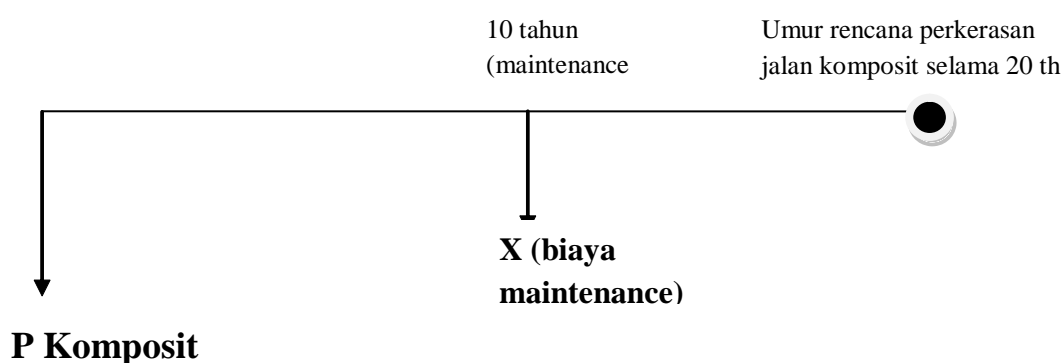 10 tahun
(maintenance
Umur rencana perkerasan
jalan komposit selama 20 th
X (biaya
maintenance)
P Komposit